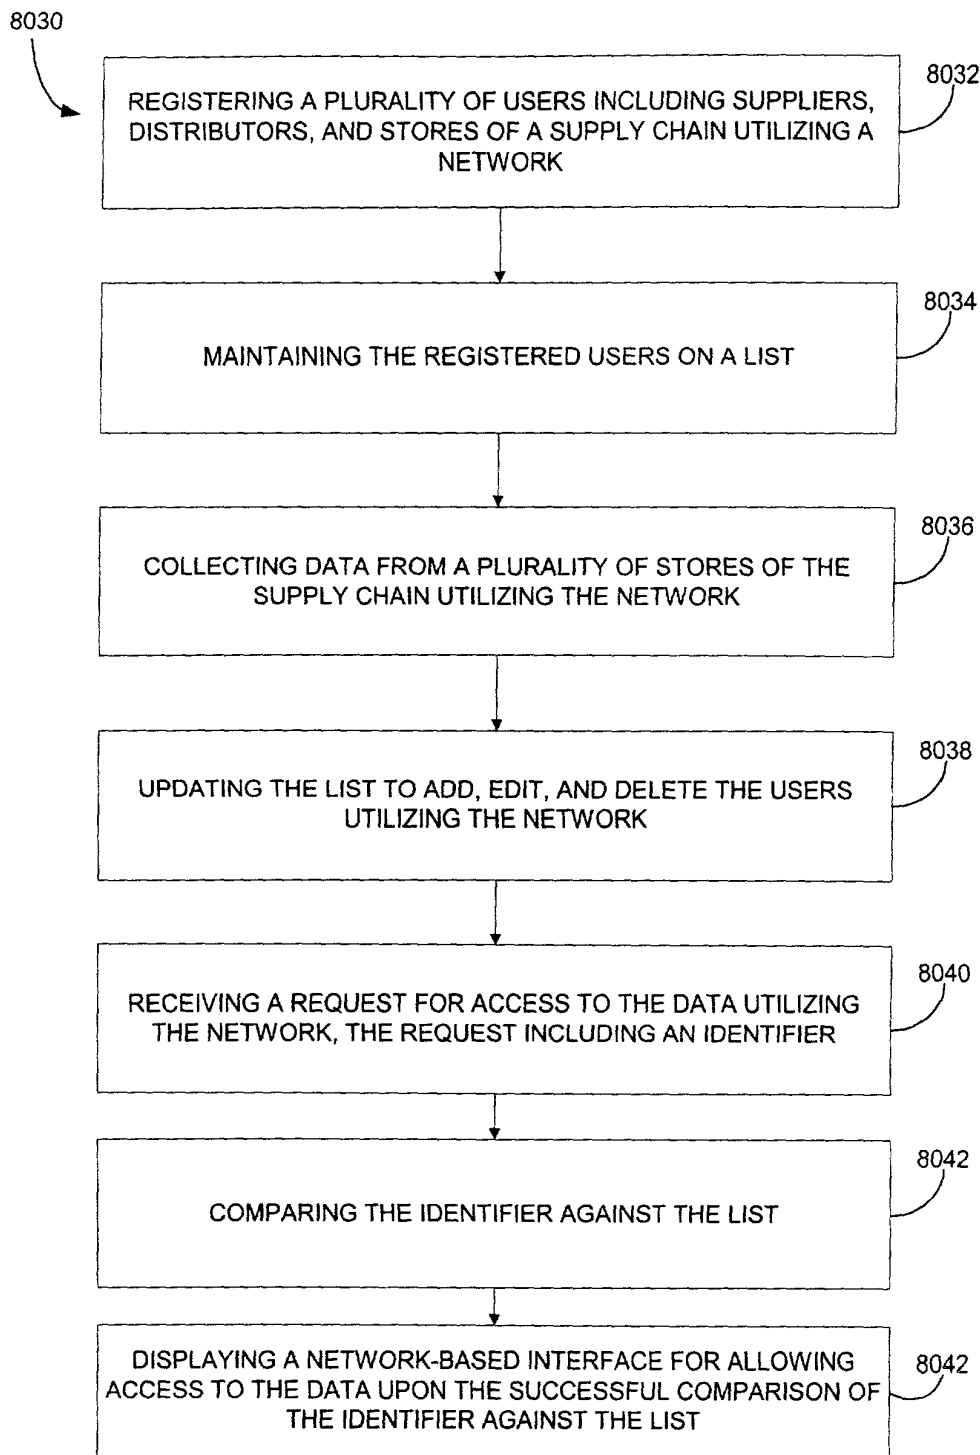 8030
8032
REGISTERING A PLURALITY OF USERS INCLUDING SUPPLIERS,
DISTRIBUTORS, AND STORES OF A SUPPLY CHAIN UTILIZING A
NETWORK
8034
MAINTAINING THE REGISTERED USERS ON A LIST
8036
COLLECTING DATA FROM A PLURALITY OF STORES OF THE
SUPPLY CHAIN UTILIZING THE NETWORK
8038
UPDATING THE LIST TO ADD, EDIT, AND DELETE THE USERS
UTILIZING THE NETWORK
8040
RECEIVING A REQUEST FOR ACCESS TO THE DATA UTILIZING
THE NETWORK, THE REQUEST INCLUDING AN IDENTIFIER
8042
COMPARING THE IDENTIFIER AGAINST THE LIST
8042
DISPLAYING A NETWORK-BASED INTERFACE FOR ALLOWING
ACCESS TO THE DATA UPON THE SUCCESSFUL COMPARISON OF
THE IDENTIFIER AGAINST THE LIST